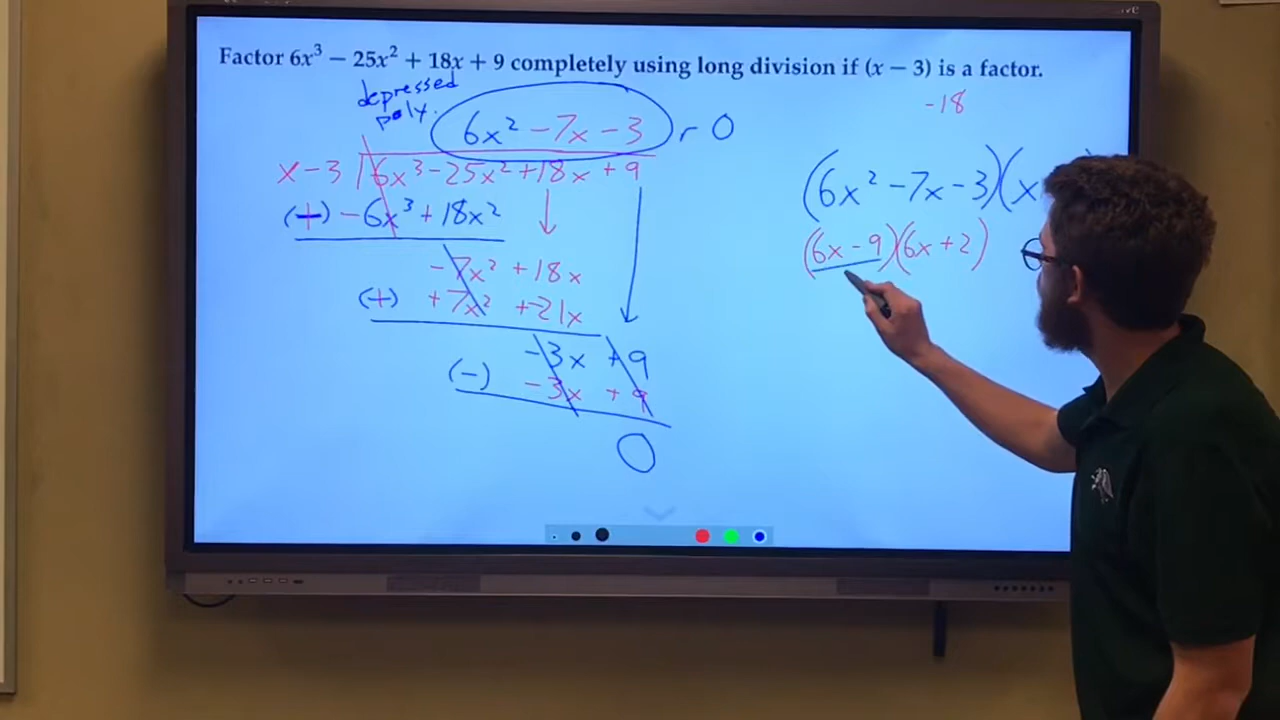 Factor 6x³ − 25x² + 18x + 9 completely using long division if (x − 3) is a factor.
depressed
poly.
-18
6x² -7x -3 r 0
x-3 6x³-25x²+18x+9
(6x² -7x -3)(x
(+) -6x³ +18x²
(6x -9)(6x +2)
-7x² +18x
(+) +7x² +-21x
-3x +9
(-) -3x +9
0